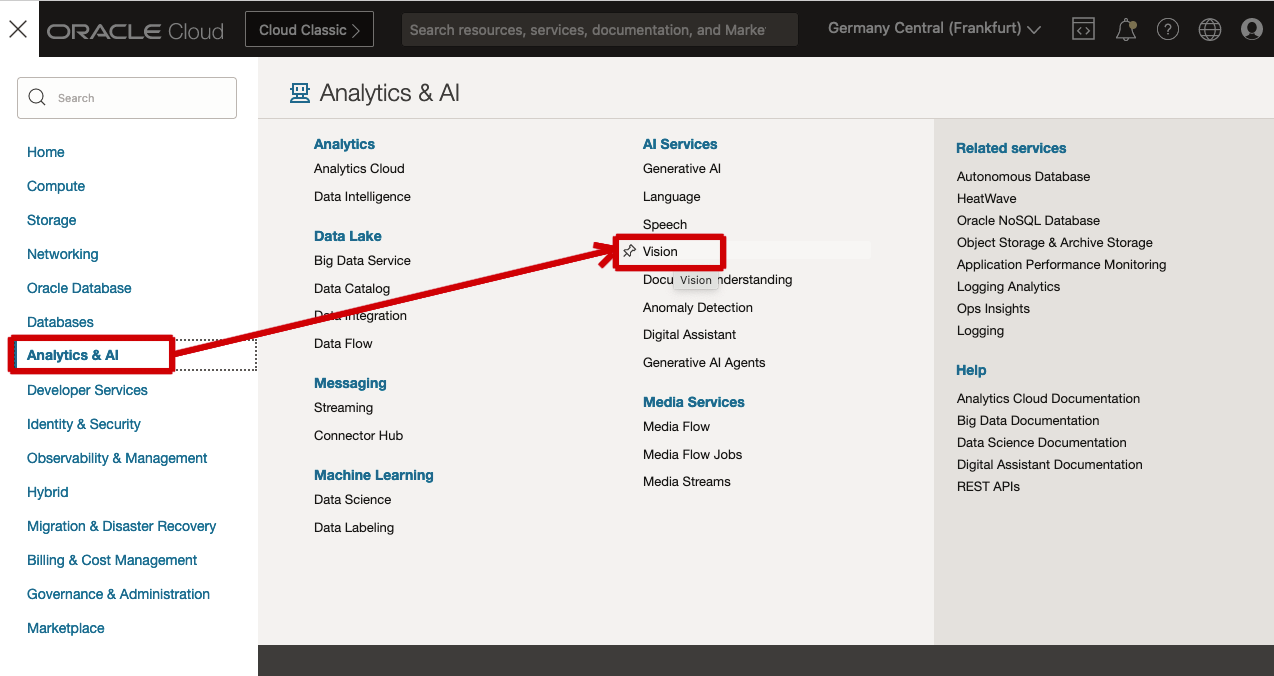 ORACLE Cloud
Cloud Classic
Search resources, services, documentation, and Marke
Germany Central (Frankfurt)
Search
Home
Compute
Storage
Networking
Oracle Database
Databases
Analytics & AI
Developer Services
Identity & Security
Observability & Management
Hybrid
Migration & Disaster Recovery
Billing & Cost Management
Governance & Administration
Marketplace
Analytics & AI
Analytics
Analytics Cloud
Data Intelligence
Data Lake
Big Data Service
Data Catalog
Data Integration
Data Flow
Messaging
Streaming
Connector Hub
Machine Learning
Data Science
Data Labeling
AI Services
Generative AI
Language
Speech
Vision
Docu Vision nderstanding
Anomaly Detection
Digital Assistant
Generative AI Agents
Media Services
Media Flow
Media Flow Jobs
Media Streams
Related services
Autonomous Database
HeatWave
Oracle NoSQL Database
Object Storage & Archive Storage
Application Performance Monitoring
Logging Analytics
Ops Insights
Logging
Help
Analytics Cloud Documentation
Big Data Documentation
Data Science Documentation
Digital Assistant Documentation
REST APIs